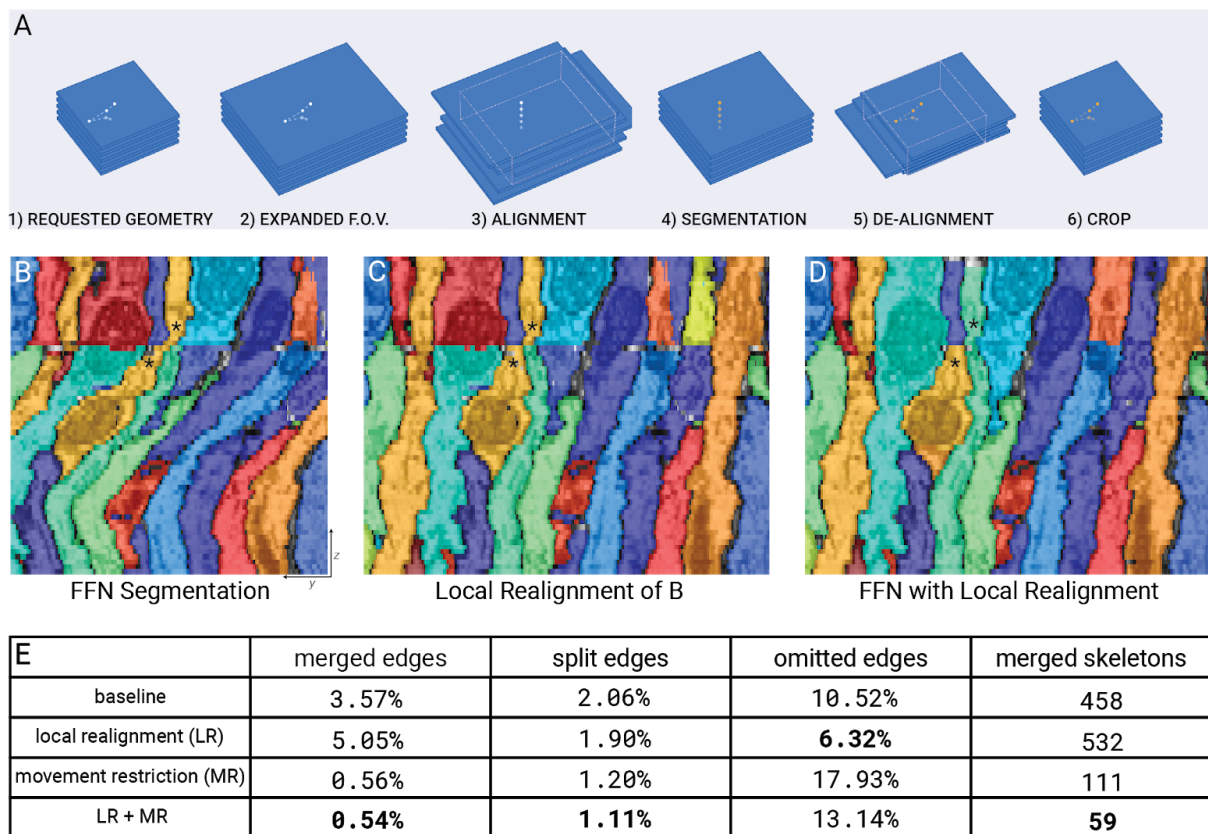 A
1) REQUESTED GEOMETRY 2) EXPANDED F.O.V. 3) ALIGNMENT 4) SEGMENTATION 5) DE-ALIGNMENT 6) CROP
B C D
* * *
* * *
z
y
FFN Segmentation Local Realignment of B FFN with Local Realignment
E merged edges split edges omitted edges merged skeletons
baseline 3.57% 2.06% 10.52% 458
local realignment (LR) 5.05% 1.90% 6.32% 532
movement restriction (MR) 0.56% 1.20% 17.93% 111
LR + MR 0.54% 1.11% 13.14% 59